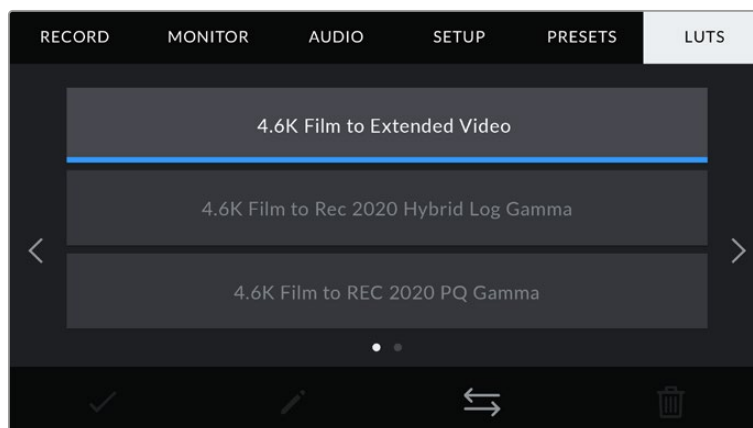 RECORD MONITOR AUDIO SETUP PRESETS LUTS
4.6K Film to Extended Video
4.6K Film to Rec 2020 Hybrid Log Gamma
4.6K Film to REC 2020 PQ Gamma